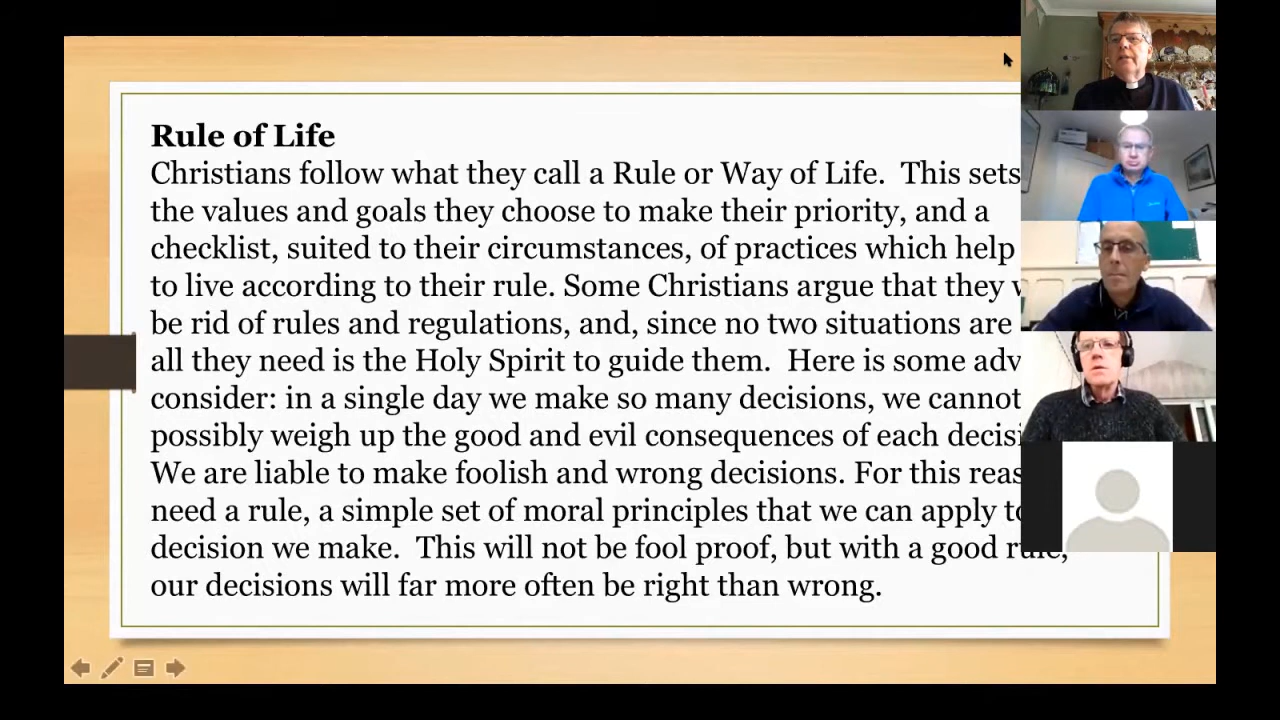 Rule of Life
Christians follow what they call a Rule or Way of Life. This sets
the values and goals they choose to make their priority, and a
checklist, suited to their circumstances, of practices which help
to live according to their rule. Some Christians argue that they
be rid of rules and regulations, and, since no two situations are
all they need is the Holy Spirit to guide them. Here is some
consider: in a single day we make so many decisions, we cannot
possibly weigh up the good and evil consequences of each
We are liable to make foolish and wrong decisions. For this
need a rule, a simple set of moral principles that we can apply
decision we make. This will not be fool proof, but with a good rule,
our decisions will far more often be right than wrong.